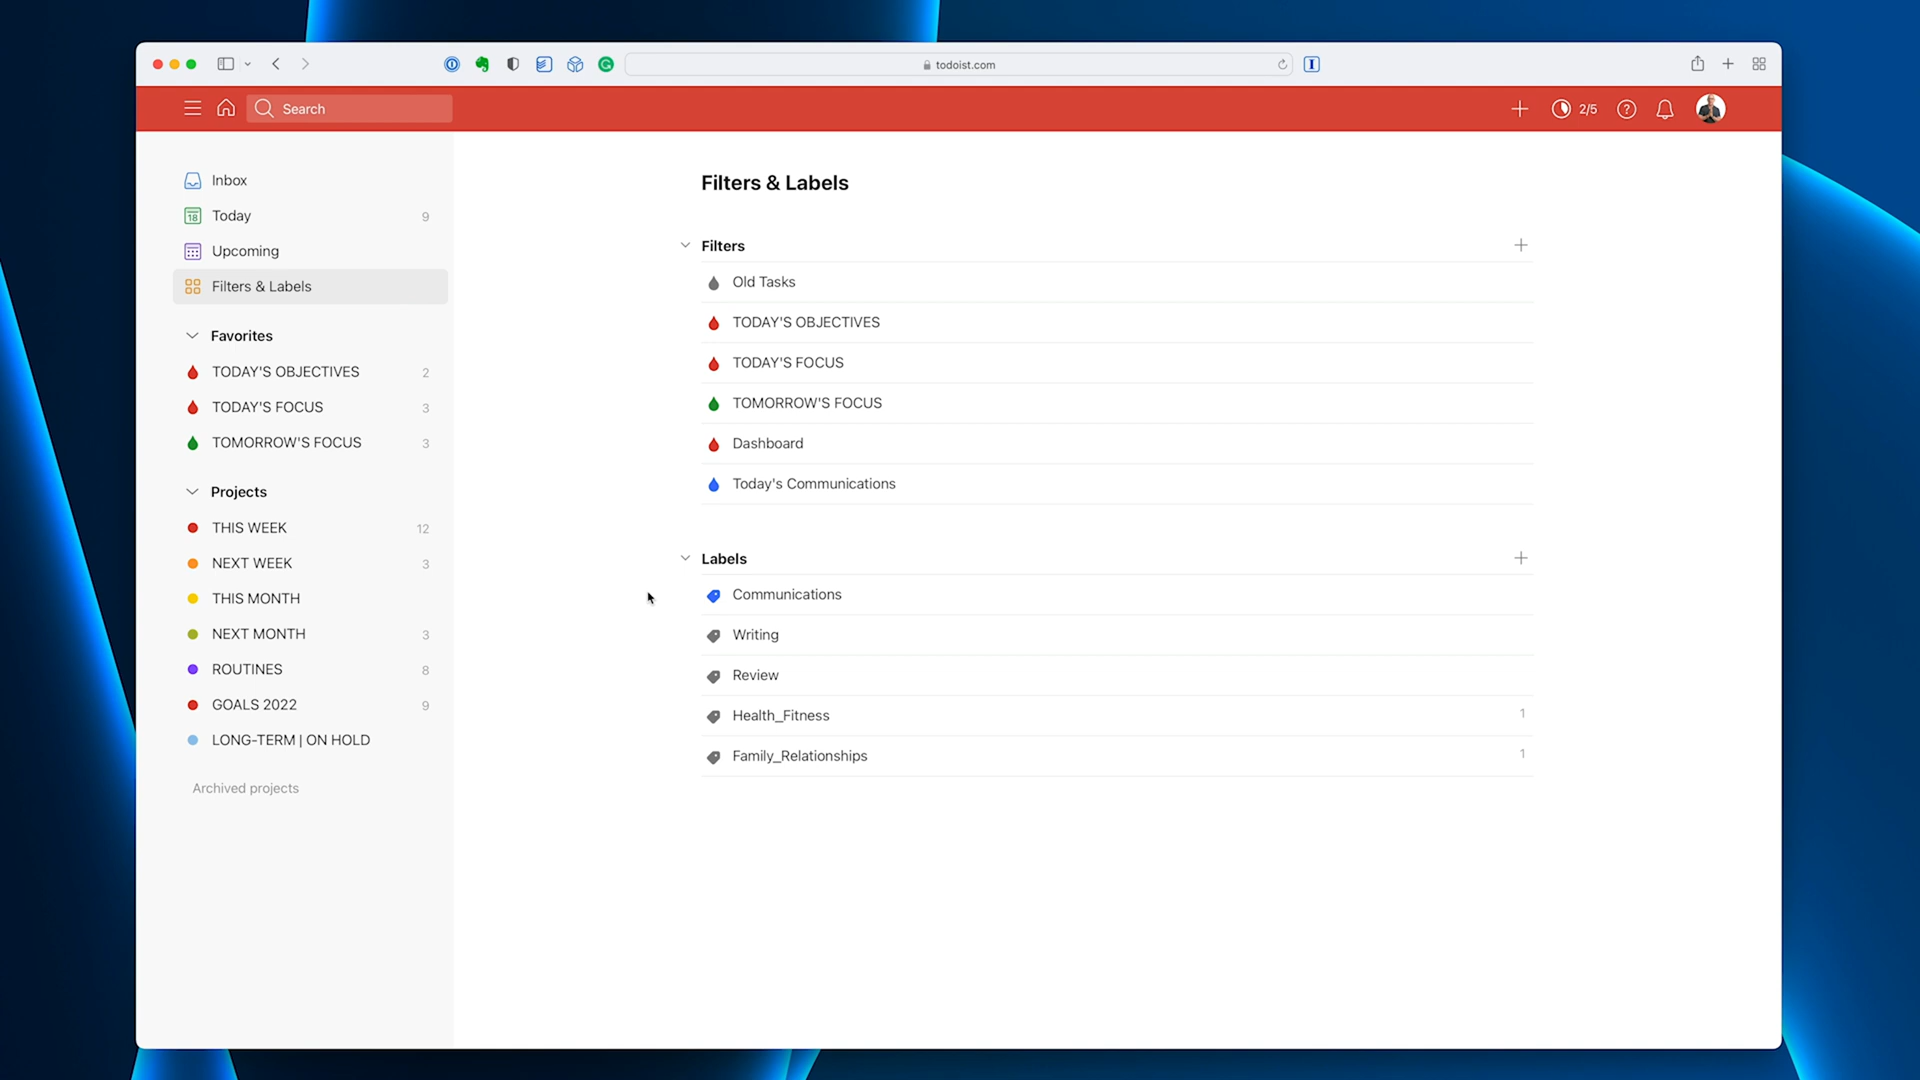 todoist.com
Search
2/5
Inbox
18
Today 9
Upcoming
Filters & Labels
Favorites
TODAY'S OBJECTIVES 2
TODAY'S FOCUS 3
TOMORROW'S FOCUS 3
Projects
THIS WEEK 12
NEXT WEEK 3
THIS MONTH
NEXT MONTH 3
ROUTINES 8
GOALS 2022 9
LONG-TERM | ON HOLD
Archived projects
Filters & Labels
Filters
Old Tasks
TODAY'S OBJECTIVES
TODAY'S FOCUS
TOMORROW'S FOCUS
Dashboard
Today's Communications
Labels
Communications
Writing
Review
Health_Fitness 1
Family_Relationships 1